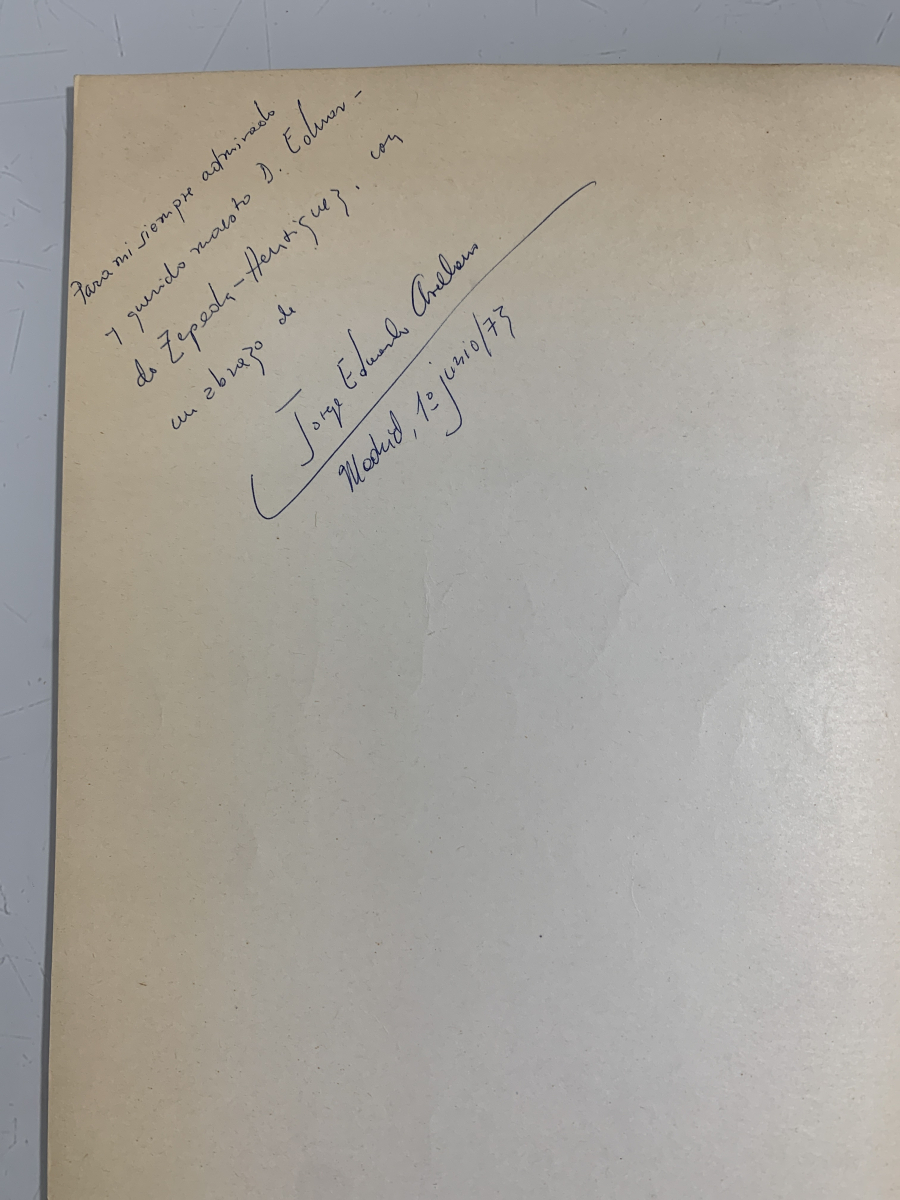 Para mi siempre admirado
y querido maestro D. Eduar-
do Zepeda-Henríquez, con
un abrazo de
Jorge Eduardo Arellano
Madrid, 1º junio/73